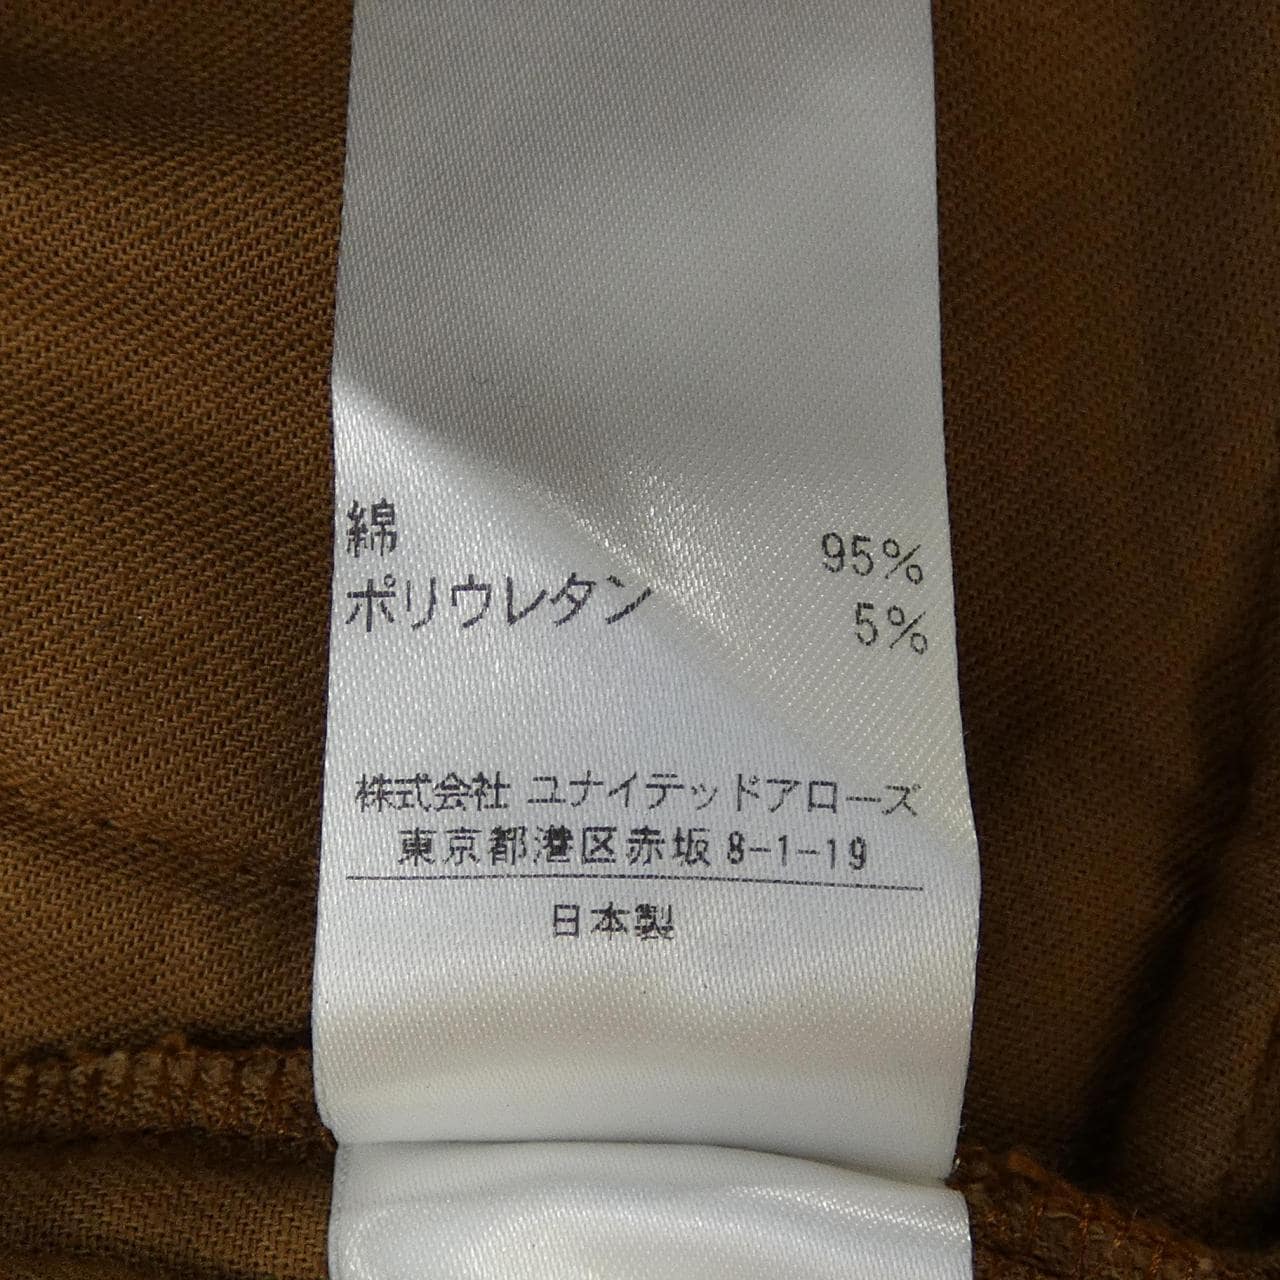 綿 95%
ポリウレタン 5%
株式会社 ユナイテッドアローズ
東京都港区赤坂 8-1-19
日本製